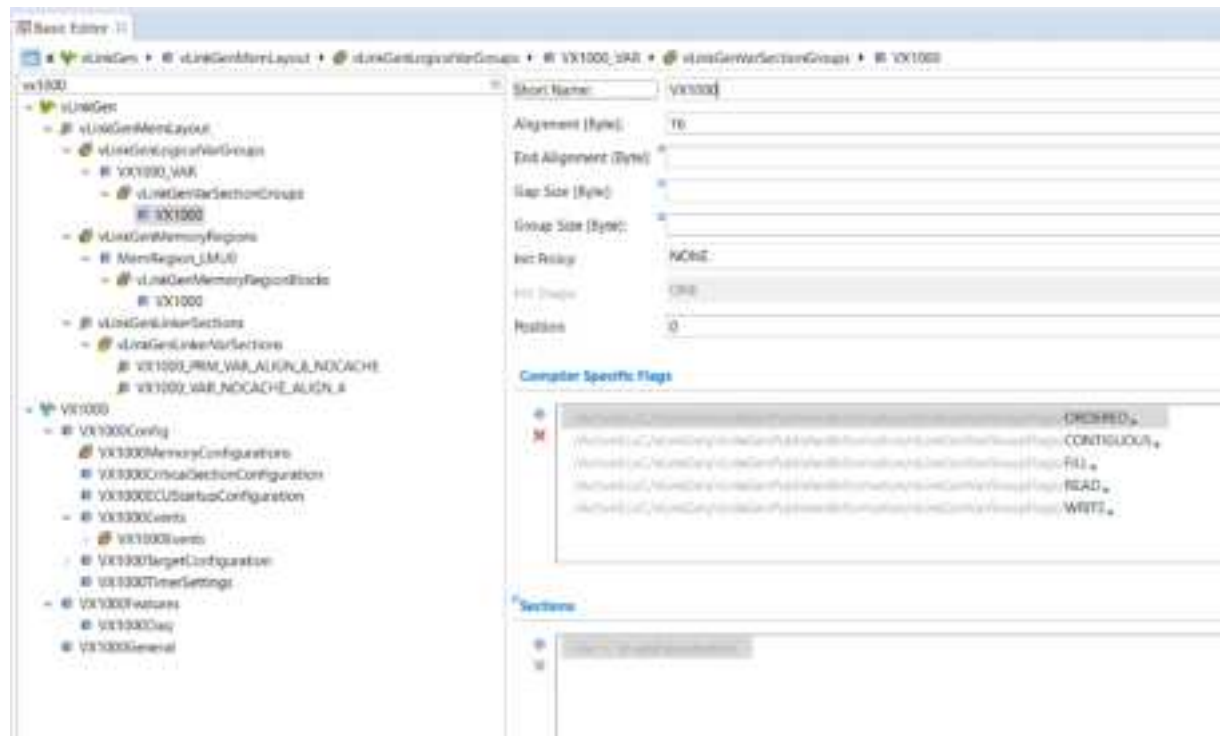 Basic Editor
vLinkGen vLinkGenMemLayout vLinkGenLogicalVarGroups VX1000_VAR vLinkGenVarSectionGroups VX1000
vx1000
vLinkGen
vLinkGenMemLayout
vLinkGenLogicalVarGroups
VX1000_VAR
vLinkGenVarSectionGroups
VX1000
vLinkGenMemoryRegions
MemRegion_LMU0
vLinkGenMemoryRegionBlocks
VX1000
vLinkGenLinkerSections
vLinkGenLinkerVarSections
VX1000_PRM_VAR_ALIGN_8_NOCACHE
VX1000_VAR_NOCACHE_ALIGN_A
VX1000
VX1000Config
VX1000MemoryConfigurations
VX1000CriticalSectionConfiguration
VX1000ECUStartupConfiguration
VX1000Events
VX1000Events
VX1000TargetConfiguration
VX1000TimerSettings
VX1000Features
VX1000Daq
VX1000General
Short Name: VX1000
Alignment [Byte]: 16
End Alignment [Byte]:
Gap Size [Byte]:
Group Size [Byte]:
Init Policy: NONE
Init Stage: ONE
Position: 0
Compiler Specific Flags
ORDERED
CONTIGUOUS
FILL
READ
WRITE
Sections